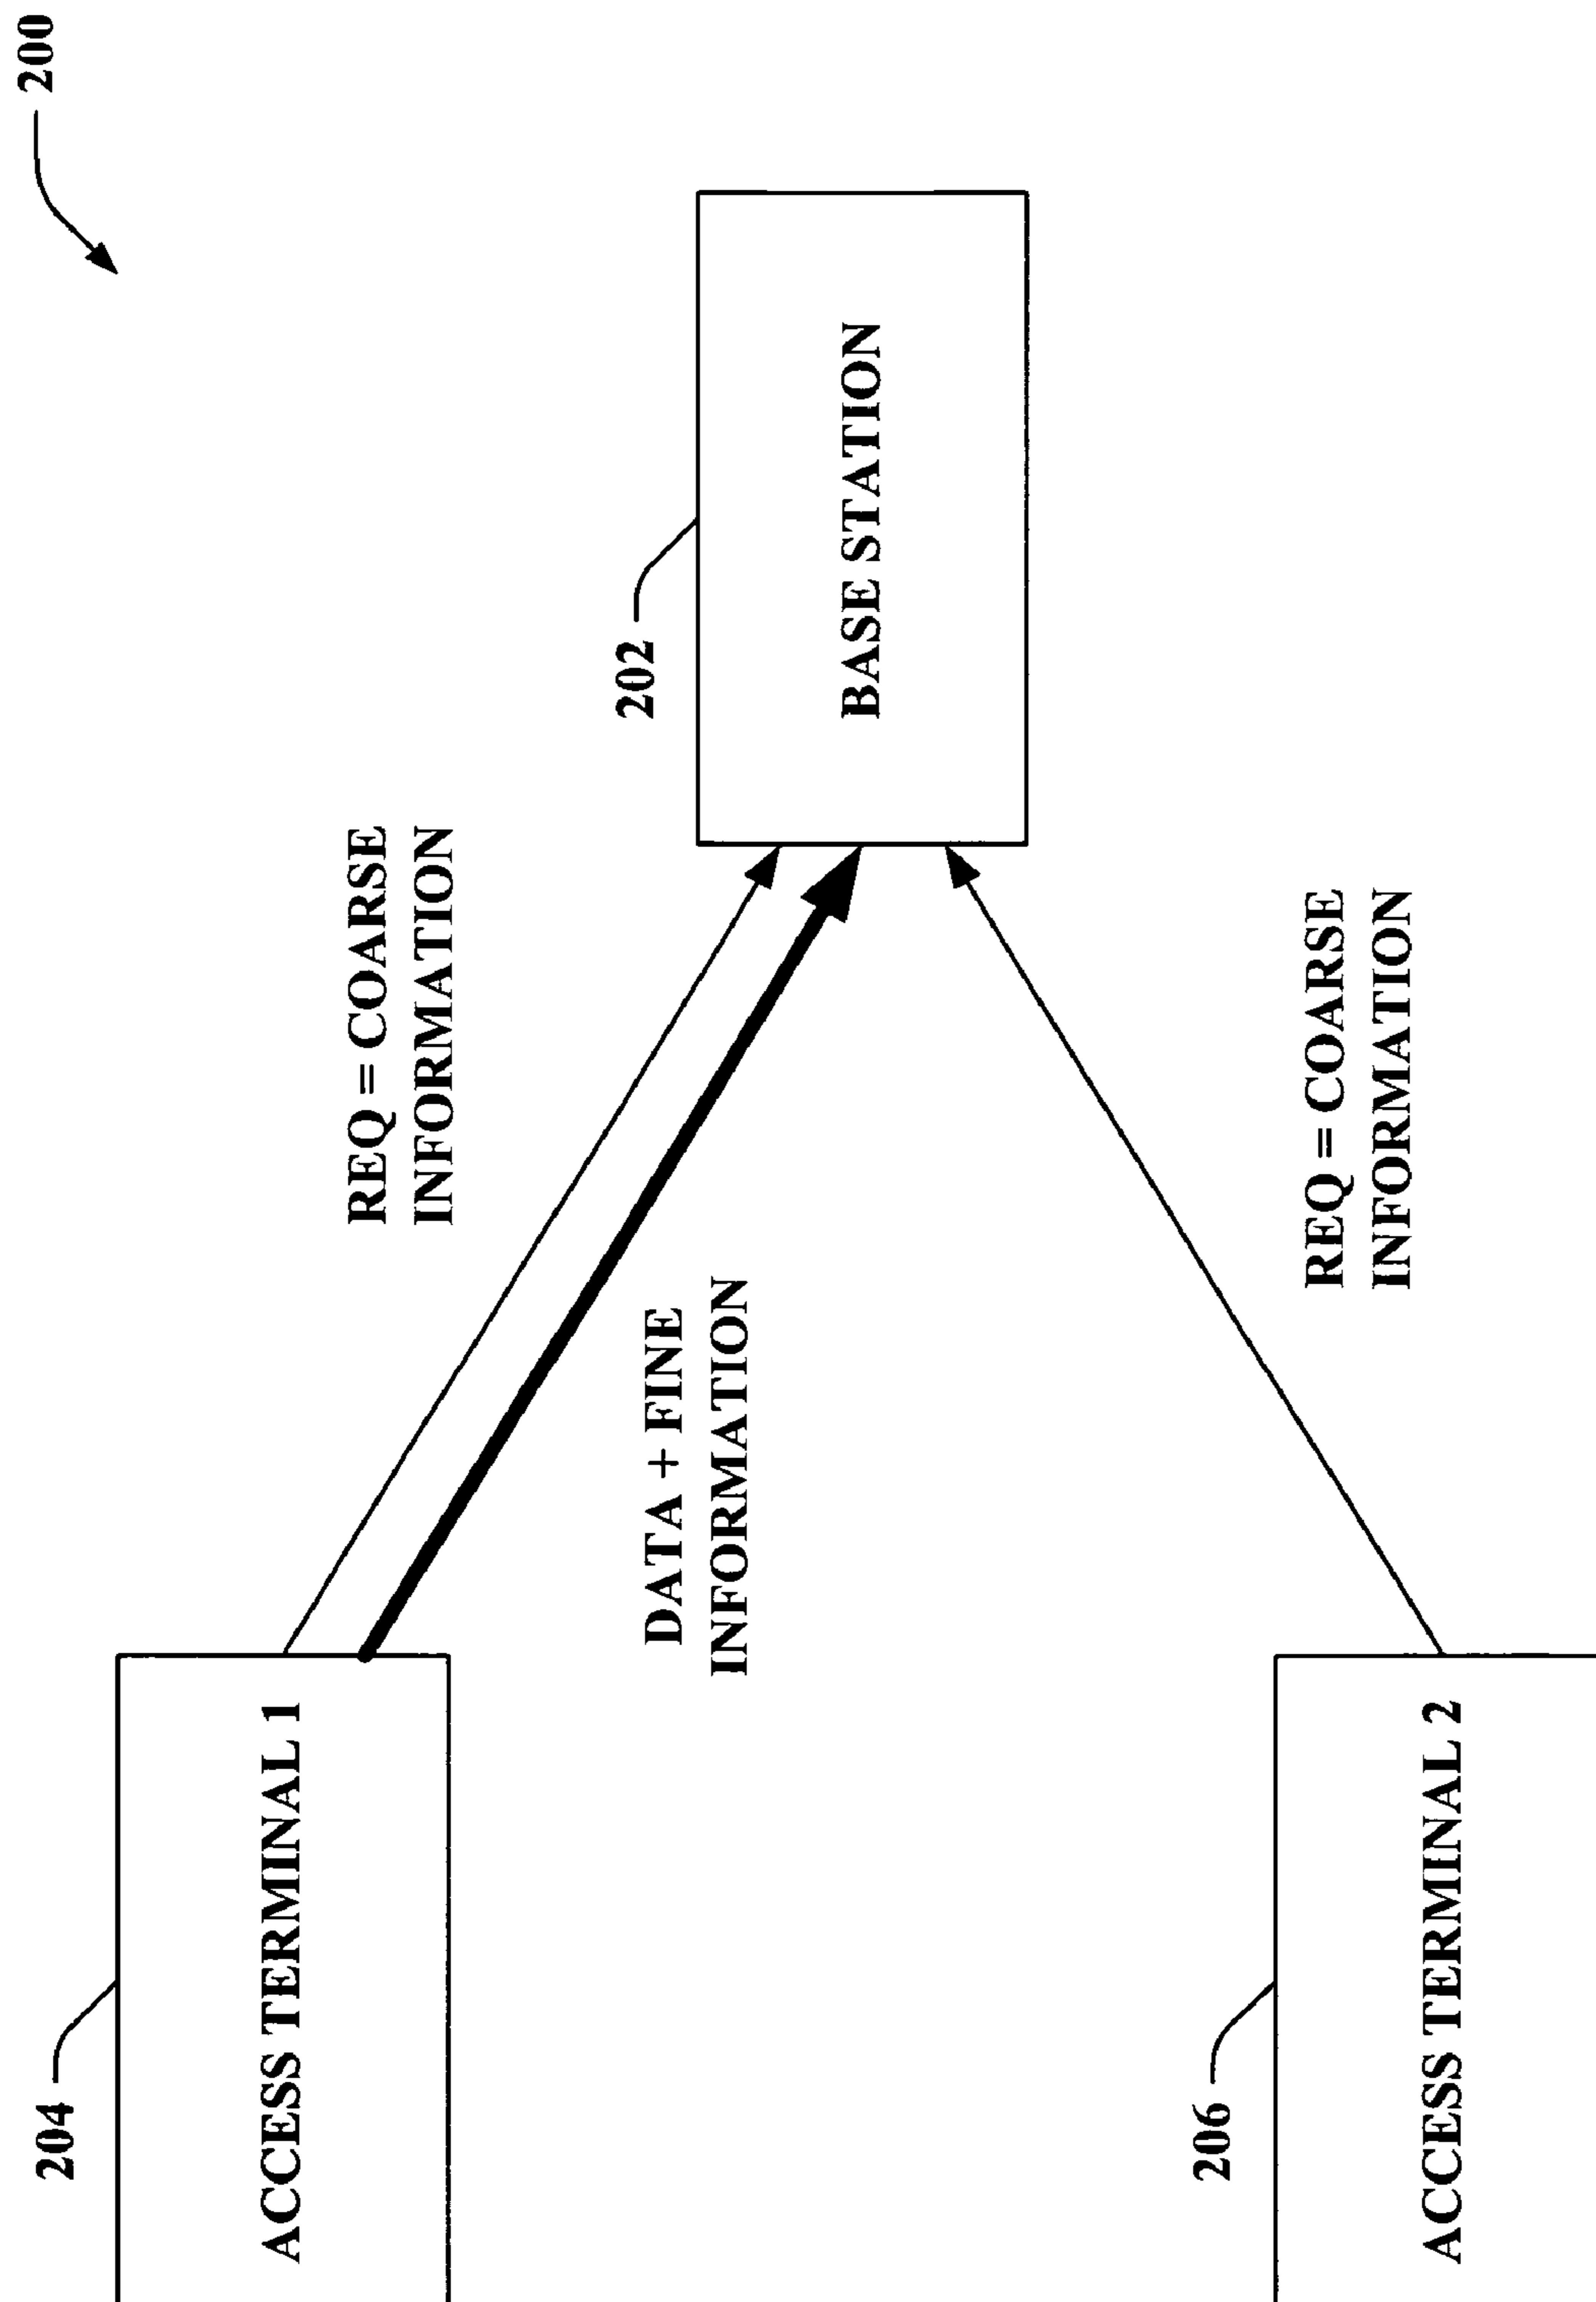 200
204
ACCESS TERMINAL 1
REQ = COARSE
INFORMATION
DATA + FINE
INFORMATION
202
BASE STATION
206
ACCESS TERMINAL 2
REQ = COARSE
INFORMATION